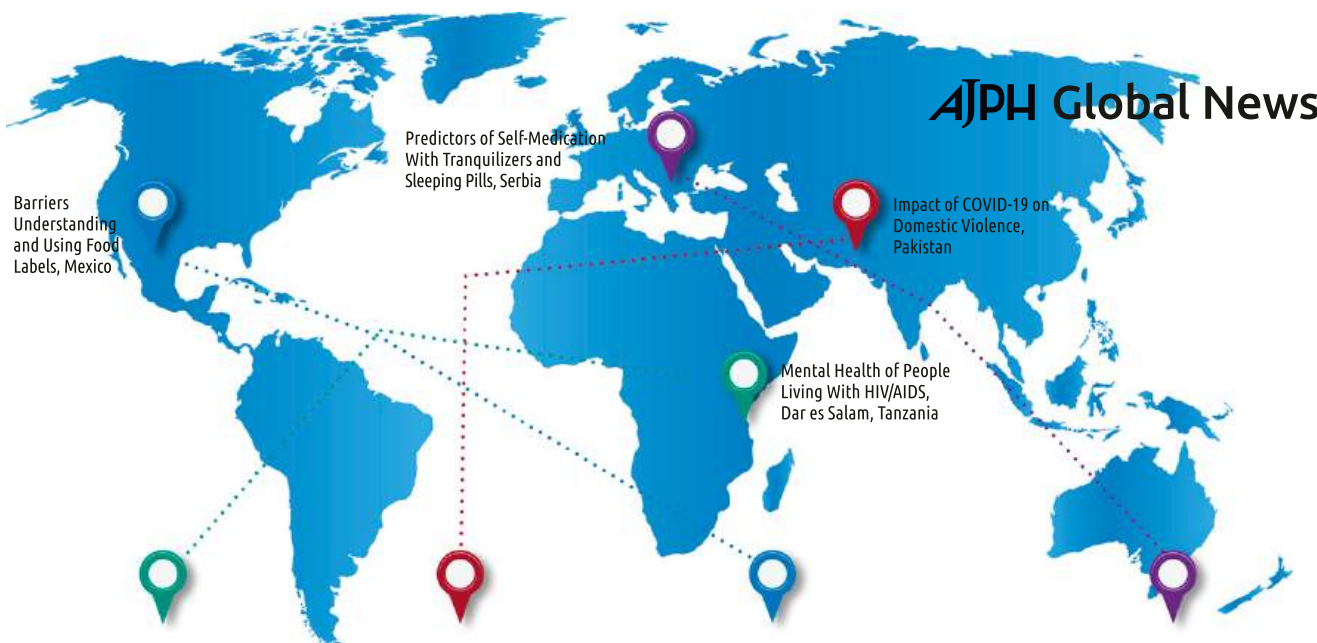 AJPH Global News
Predictors of Self-Medication
With Tranquilizers and
Sleeping Pills, Serbia
Barriers
Understanding
and Using Food
Labels, Mexico
Impact of COVID-19 on
Domestic Violence,
Pakistan
Mental Health of People
Living With HIV/AIDS,
Dar es Salam, Tanzania